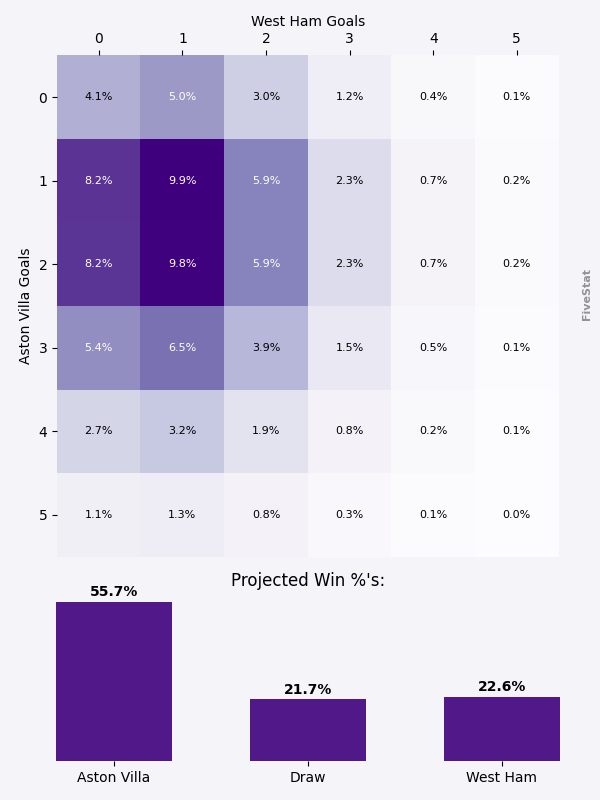 West Ham Goals
0 1 2 3 4 5
0 4.1% 5.0% 3.0% 1.2% 0.4% 0.1%
1 8.2% 9.9% 5.9% 2.3% 0.7% 0.2%
2 8.2% 9.8% 5.9% 2.3% 0.7% 0.2%
3 5.4% 6.5% 3.9% 1.5% 0.5% 0.1%
4 2.7% 3.2% 1.9% 0.8% 0.2% 0.1%
5 1.1% 1.3% 0.8% 0.3% 0.1% 0.0%
Aston Villa Goals
FiveStat
Projected Win %'s:
55.7% 21.7% 22.6%
Aston Villa Draw West Ham